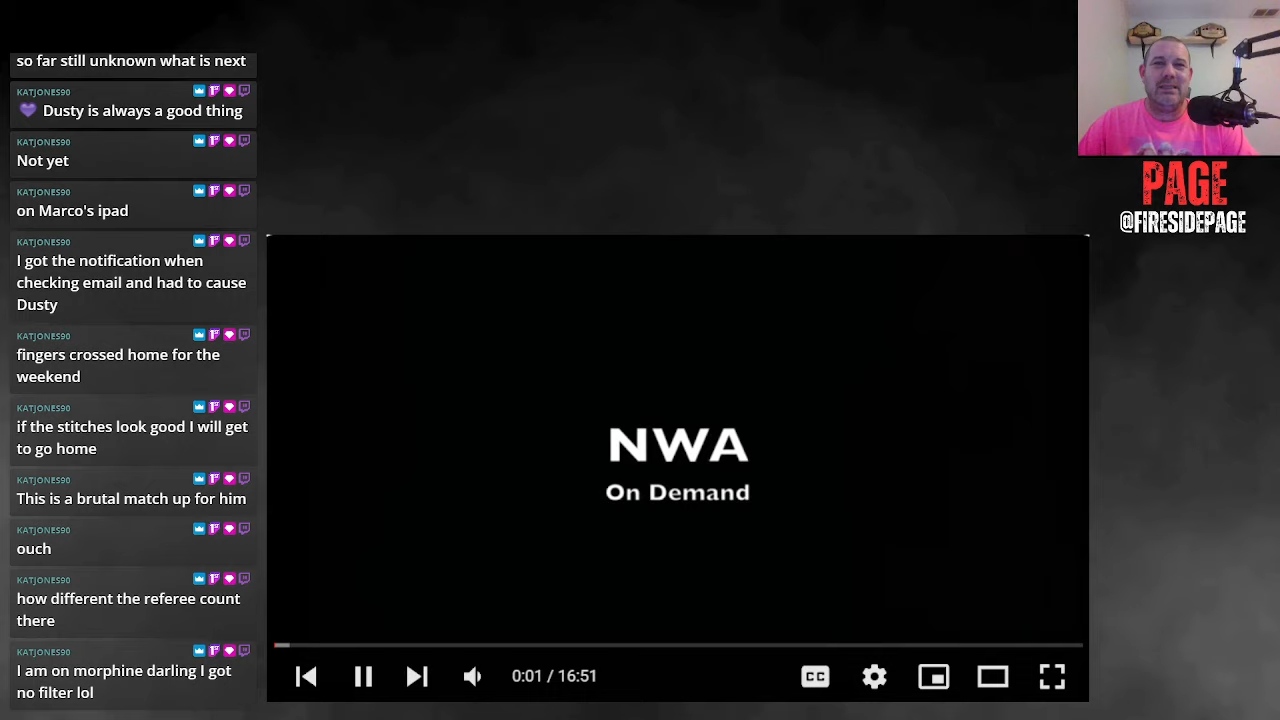 so far still unknown what is next
KATJONES90
💜 Dusty is always a good thing
KATJONES90
Not yet
KATJONES90
on Marco's ipad
KATJONES90
I got the notification when
checking email and had to cause
Dusty
KATJONES90
fingers crossed home for the
weekend
KATJONES90
if the stitches look good I will get
to go home
KATJONES90
This is a brutal match up for him
KATJONES90
ouch
KATJONES90
how different the referee count
there
KATJONES90
I am on morphine darling I got
no filter lol
NWA
On Demand
0:01 / 16:51
CC
PAGE
@FIRESIDEPAGE